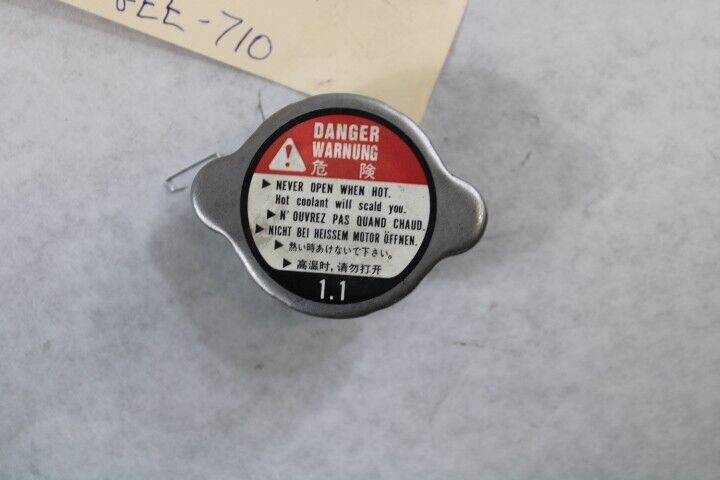 GEE-710
DANGER
WARNUNG
危 険
▶ NEVER OPEN WHEN HOT.
Hot coolant will scald you.
▶ N'OUVREZ PAS QUAND CHAUD.
▶ NICHT BEI HEISSEM MOTOR ÖFFNEN.
▶ 熱い時あけないで下さい。
▶ 高温时,请勿打开
1.1